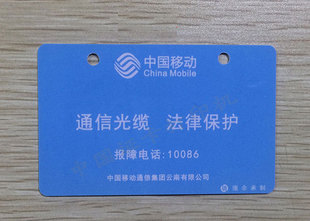 中国移动
China Mobile
通信光缆 法律保护
报障电话:10086
中国移动通信集团云南有限公司